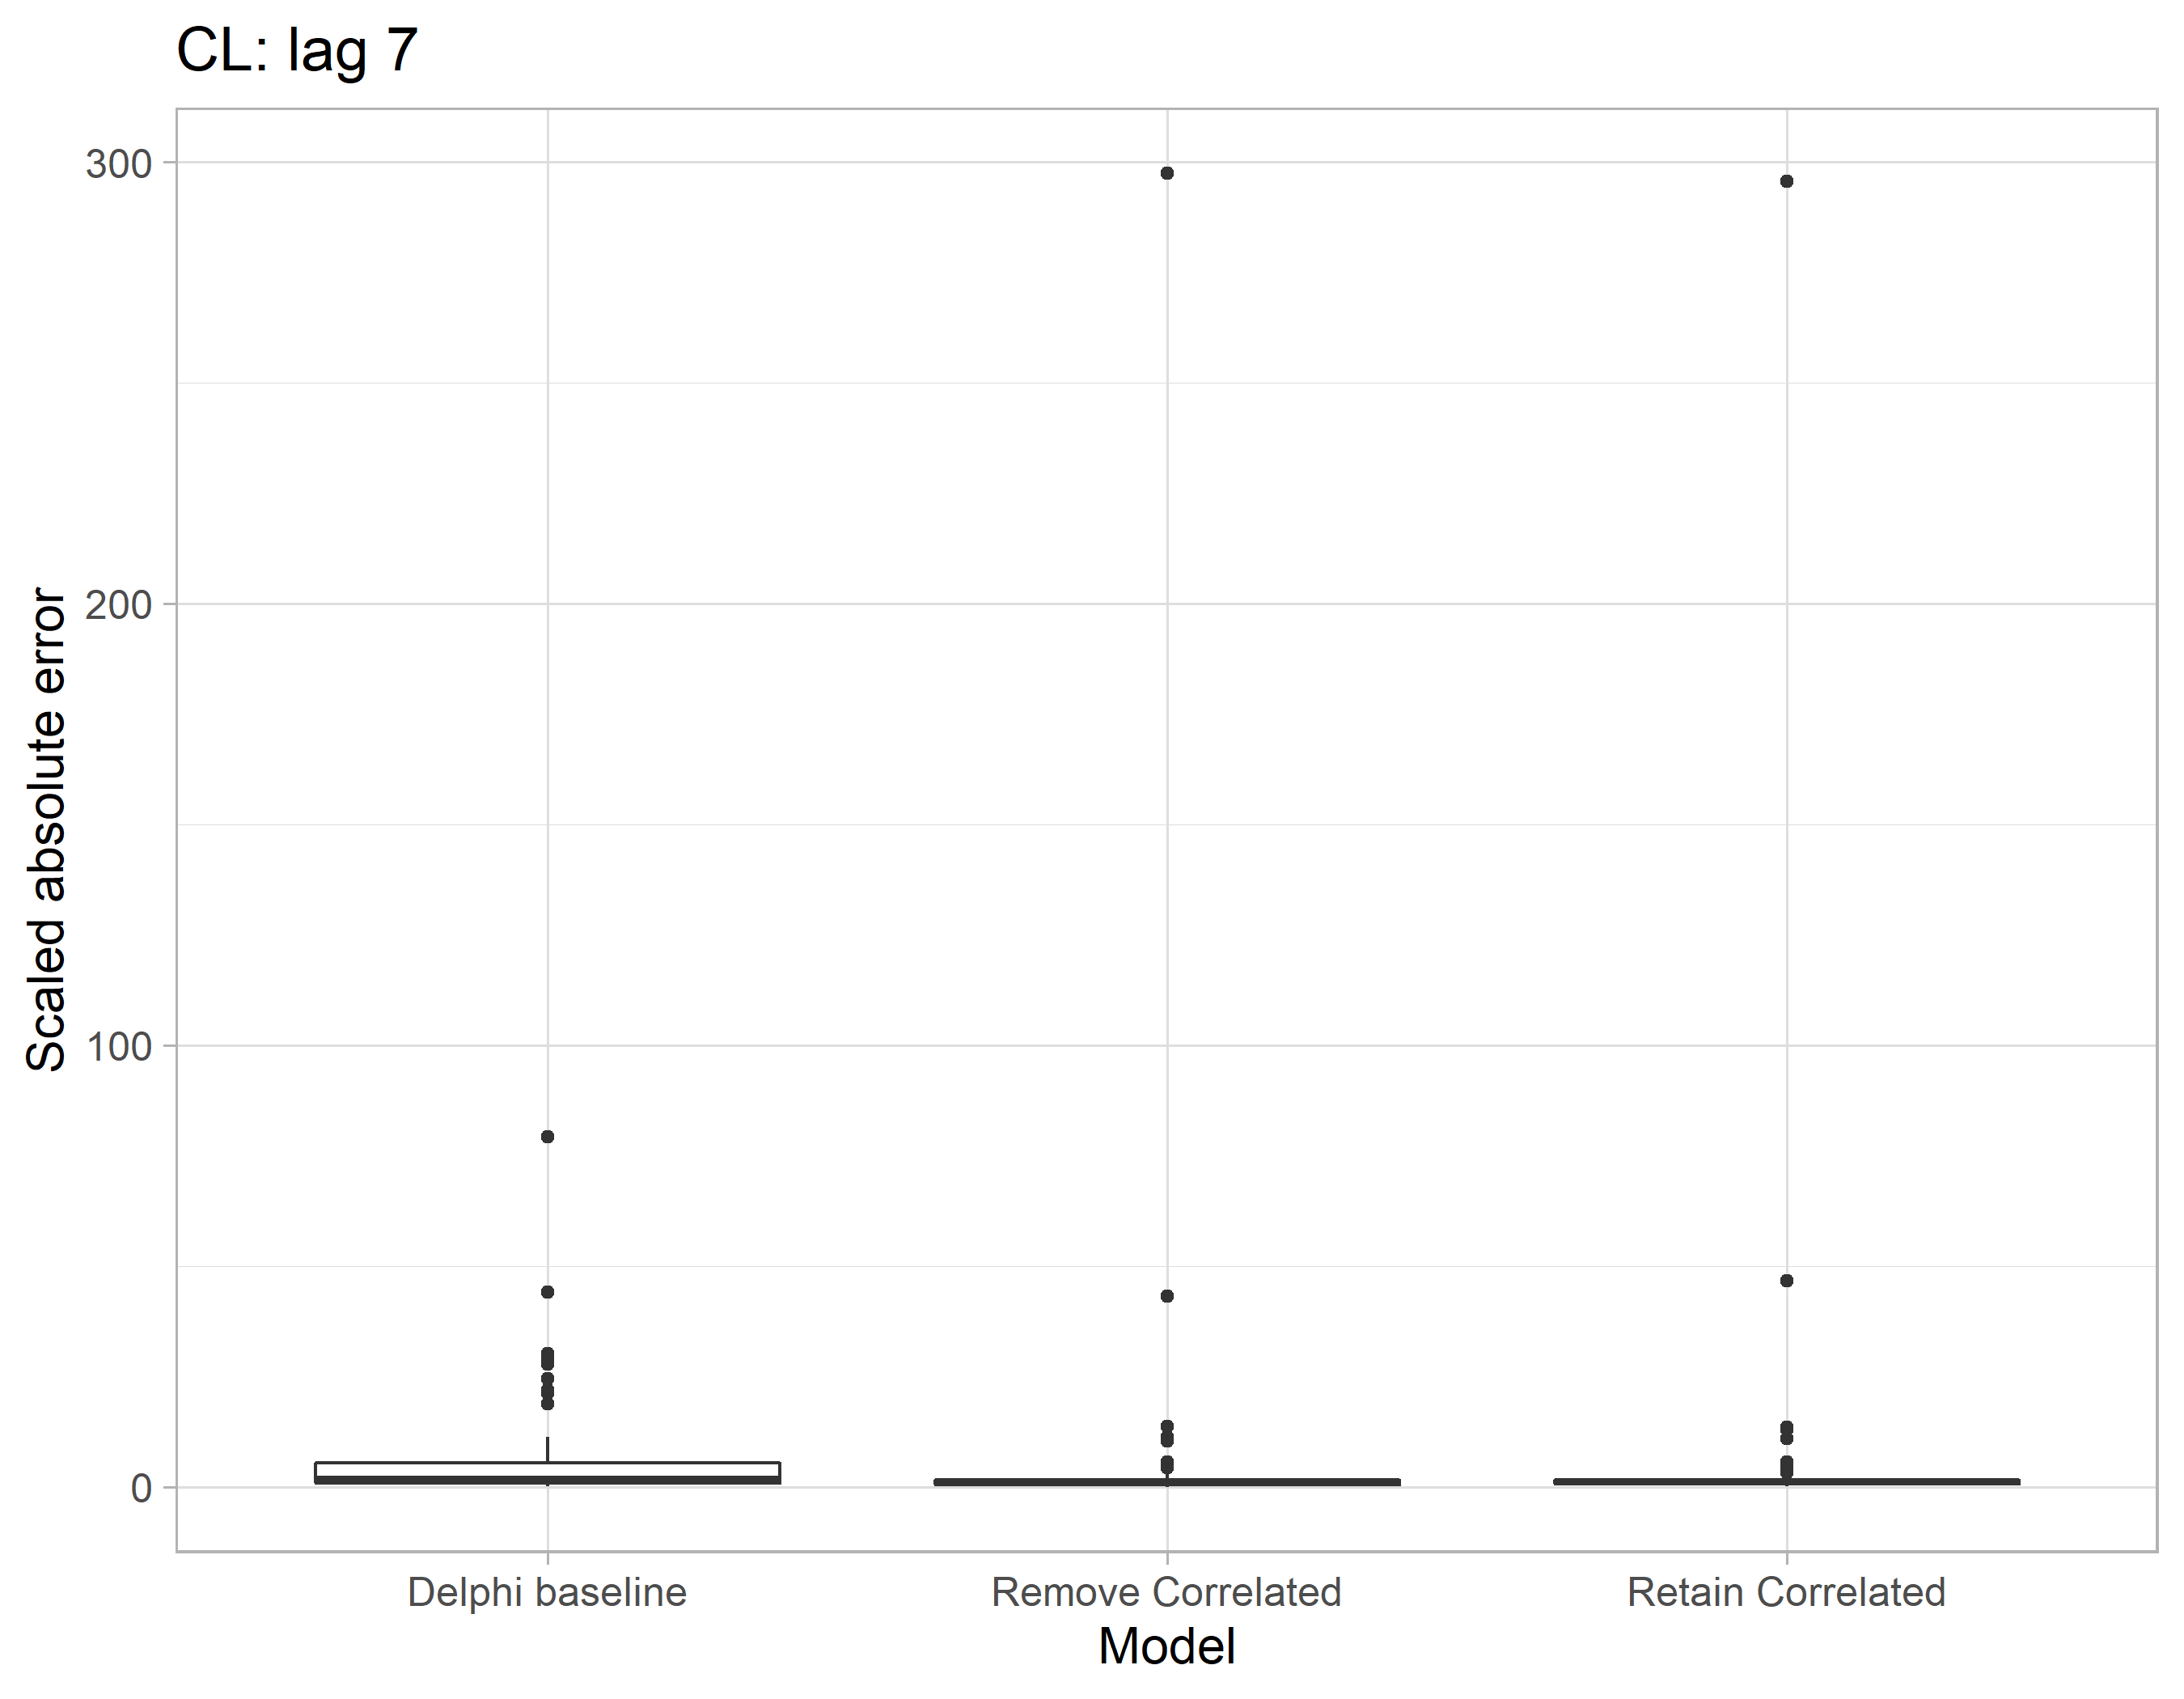 CL: lag 7
Scaled absolute error
300
200
100
0
Delphi baseline
Remove Correlated
Retain Correlated
Model